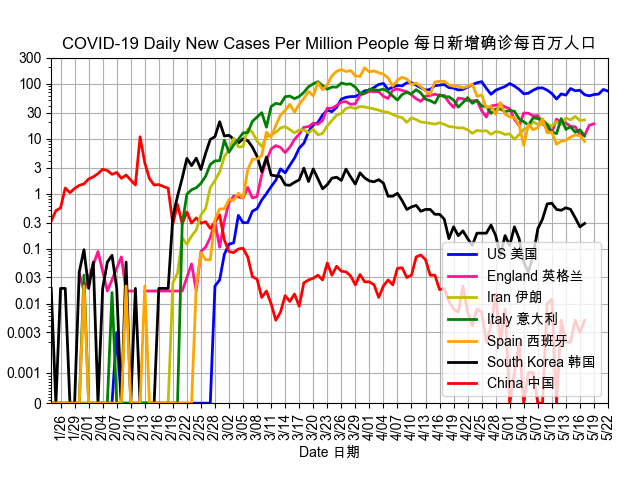 COVID-19 Daily New Cases Per Million People 每日新增确诊每百万人口
300
100
30
10
3
1
0.3
0.1
0.03
0.01
0.003
0.001
0
US 美国
England 英格兰
Iran 伊朗
Italy 意大利
Spain 西班牙
South Korea 韩国
China 中国
1/26 1/29 2/01 2/04 2/07 2/10 2/13 2/16 2/19 2/22 2/25 2/28 3/02 3/05 3/08 3/11 3/14 3/17 3/20 3/23 3/26 3/29 4/01 4/04 4/07 4/10 4/13 4/16 4/19 4/22 4/25 4/28 5/01 5/04 5/07 5/10 5/13 5/16 5/19 5/22
Date 日期